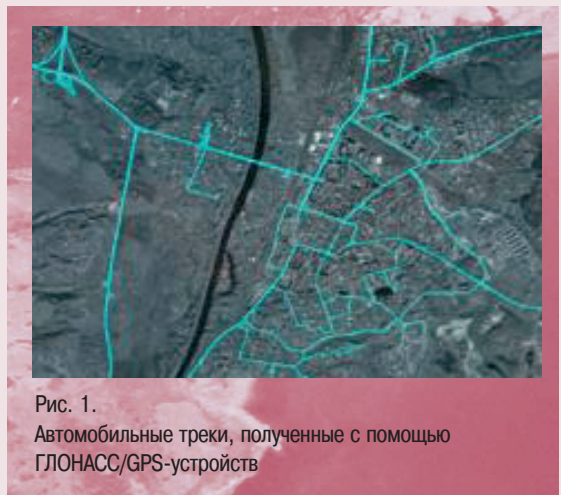 Рис. 1.
Автомобильные треки, полученные с помощью
ГЛОНАСС/GPS-устройств